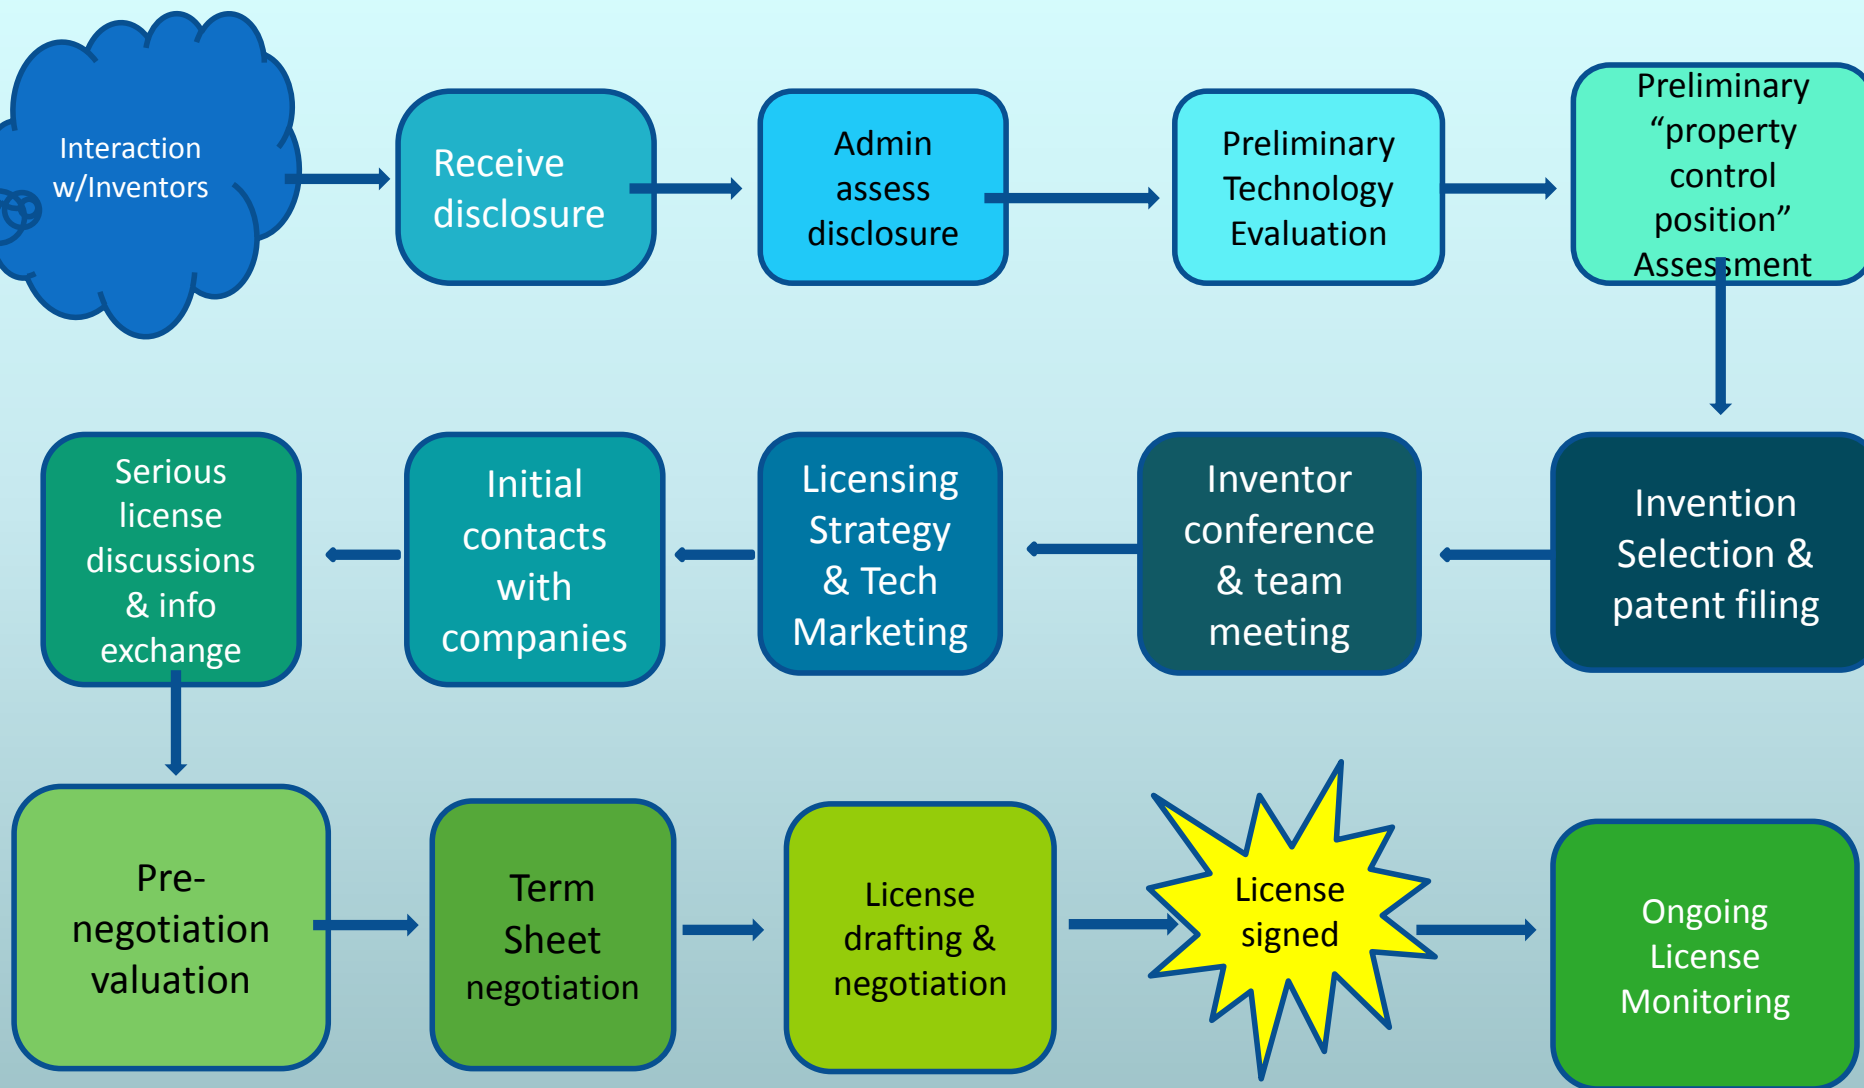 Interaction
w/Inventors
Receive
disclosure
Admin
assess
disclosure
Preliminary
Technology
Evaluation
Preliminary
“property
control
position”
Assessment
Serious
license
discussions
& info
exchange
Initial
contacts
with
companies
Licensing
Strategy
& Tech
Marketing
Inventor
conference
& team
meeting
Invention
Selection &
patent filing
Pre-
negotiation
valuation
Term
Sheet
negotiation
License
drafting &
negotiation
License
signed
Ongoing
License
Monitoring